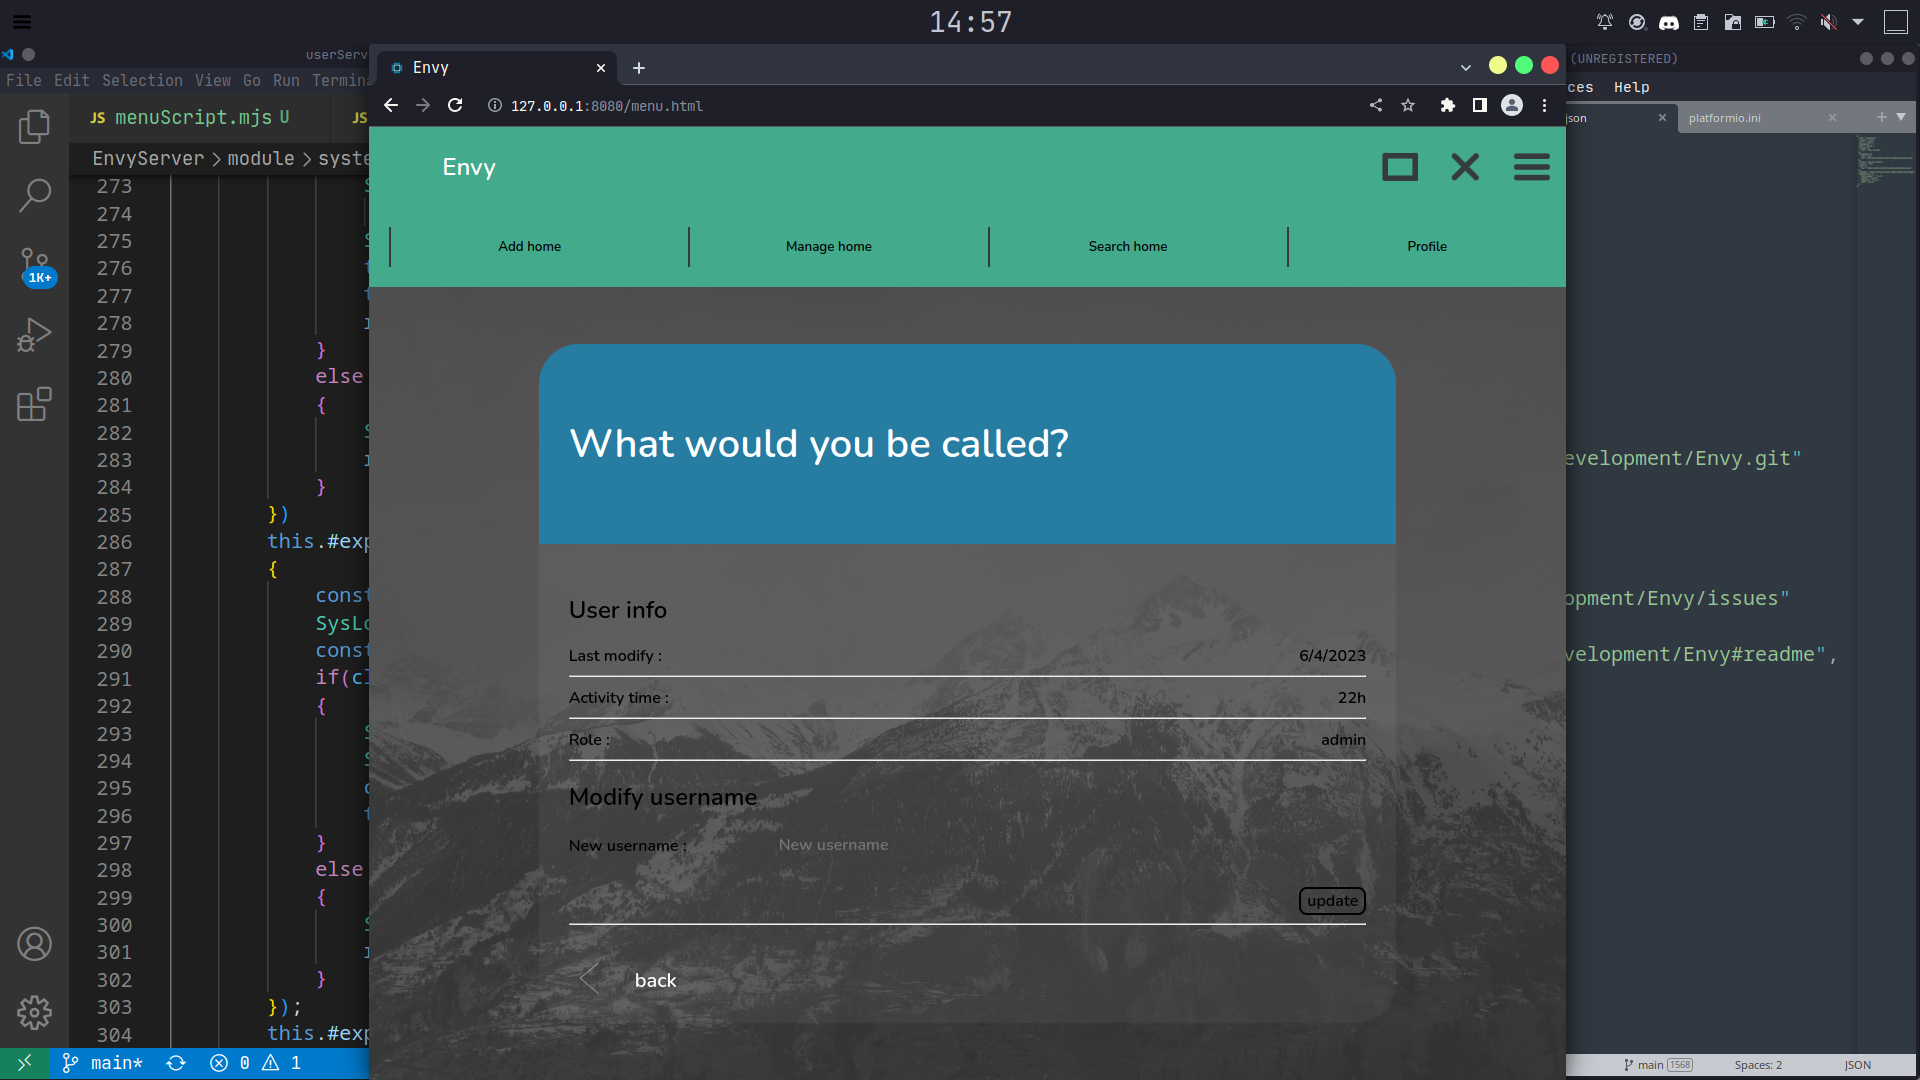 14:57
userServ
File Edit Selection View Go Run Termina
JS menuScript.mjs U
JS
EnvyServer > module > syste
273
274
275
276
277
278
279 }
280 else
281 {
282
283
284 }
285 })
286 this.#exp
287 {
288 const
289 SysLo
290 const
291 if(cl
292 {
293
294
295
296
297 }
298 else
299 {
300
301
302 }
303 });
304 this.#exp
1K+
main* 0 1
Envy
127.0.0.1:8080/menu.html
Envy
Add home
Manage home
Search home
Profile
What would you be called?
User info
Last modify : 6/4/2023
Activity time : 22h
Role : admin
Modify username
New username : New username
update
back
(UNREGISTERED)
ces Help
json
platformio.ini
evelopment/Envy.git"
opment/Envy/issues"
velopment/Envy#readme",
main 1568 Spaces: 2 JSON